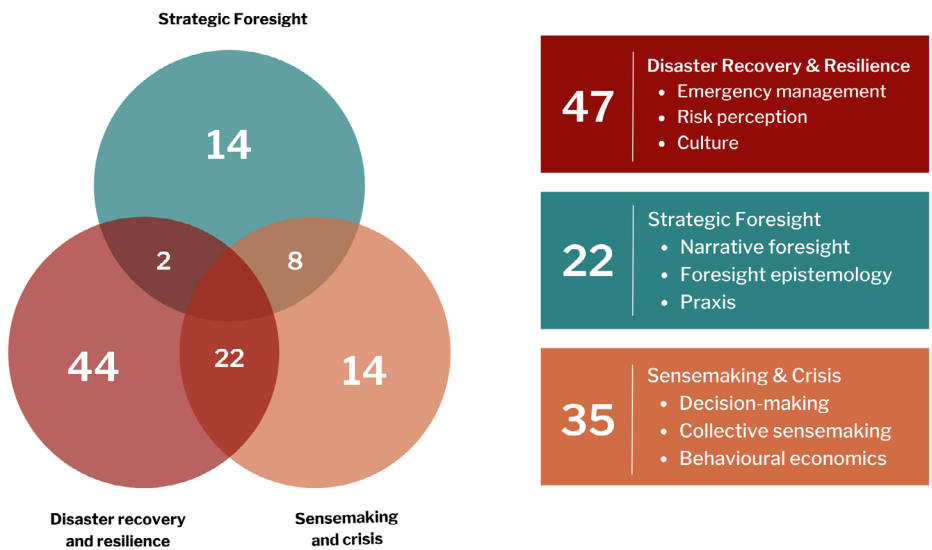 Strategic Foresight
14
2
8
44
22
14
Disaster recovery
and resilience
Sensemaking
and crisis
47
Disaster Recovery & Resilience
• Emergency management
• Risk perception
• Culture
22
Strategic Foresight
• Narrative foresight
• Foresight epistemology
• Praxis
35
Sensemaking & Crisis
• Decision-making
• Collective sensemaking
• Behavioural economics